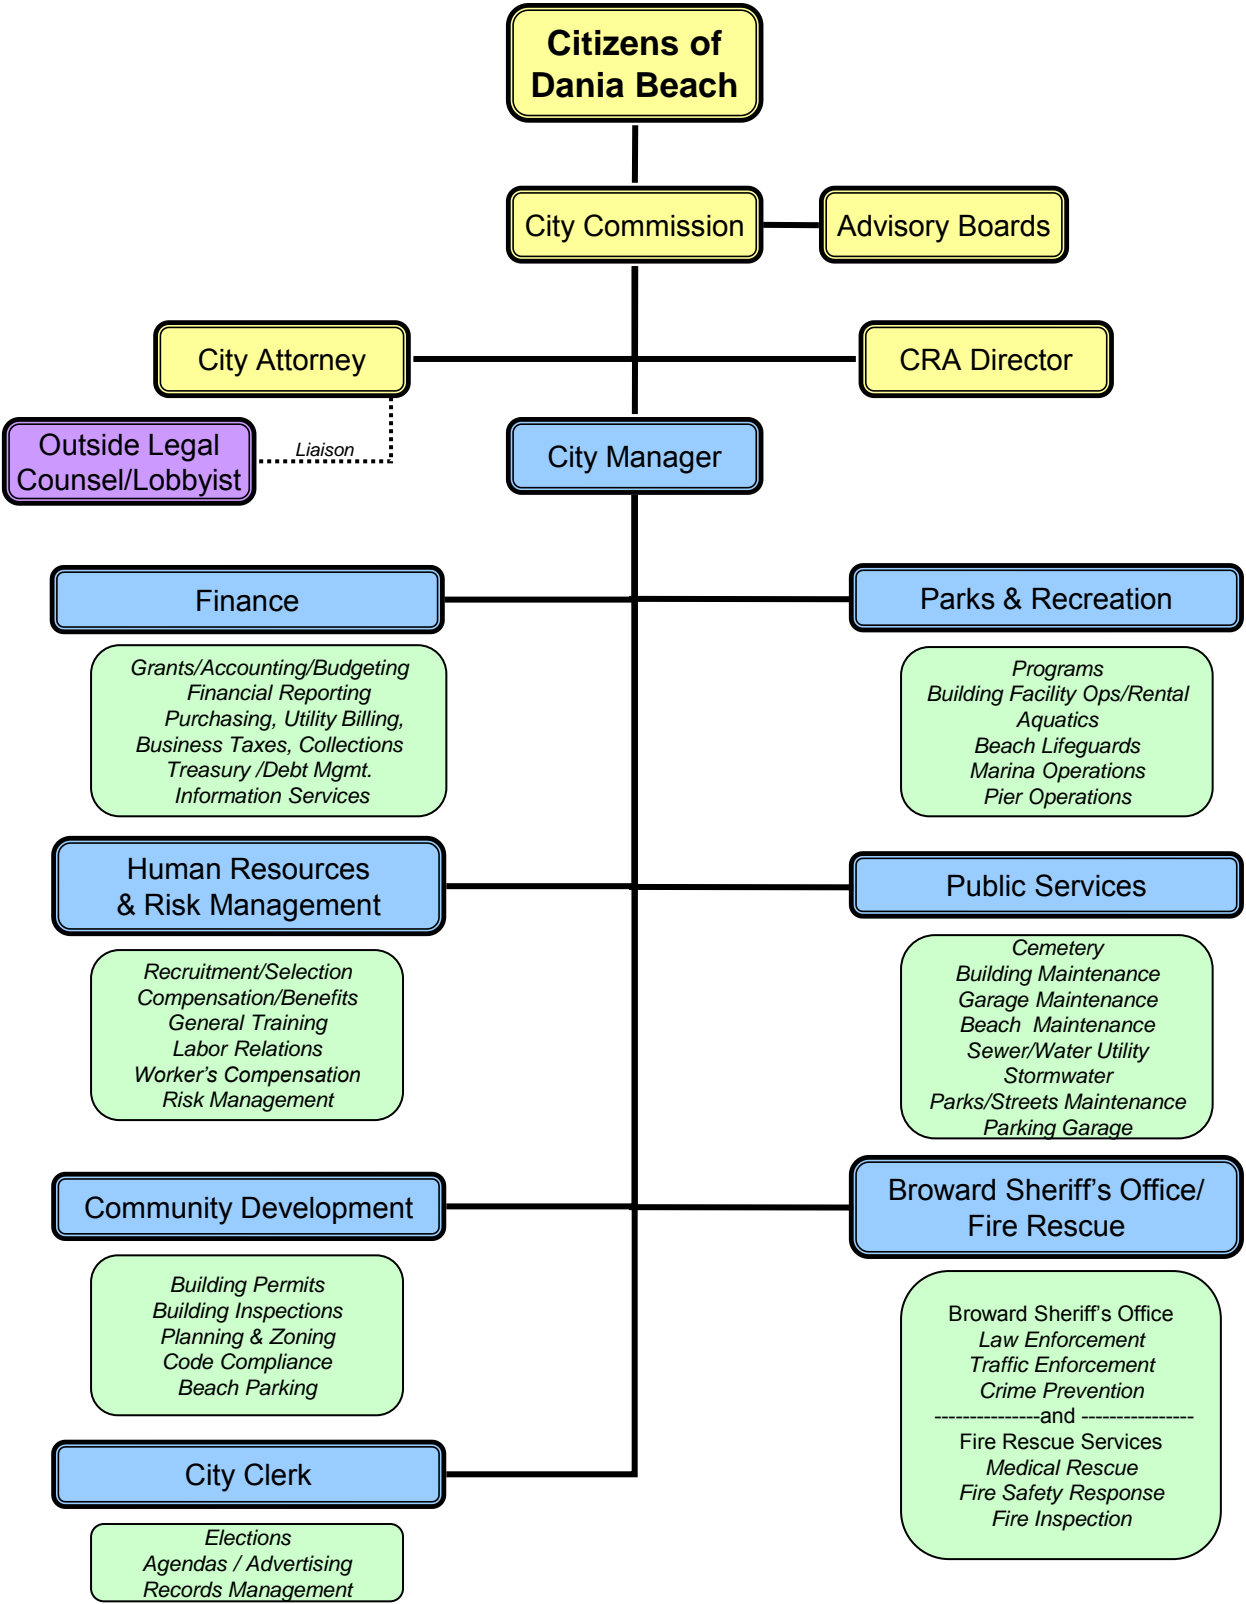 Citizens of
Dania Beach
City Commission
Advisory Boards
City Attorney
CRA Director
Outside Legal
Counsel/Lobbyist
Liaison
City Manager
Finance
Grants/Accounting/Budgeting
Financial Reporting
Purchasing, Utility Billing,
Business Taxes, Collections
Treasury /Debt Mgmt.
Information Services
Parks & Recreation
Programs
Building Facility Ops/Rental
Aquatics
Beach Lifeguards
Marina Operations
Pier Operations
Human Resources
& Risk Management
Recruitment/Selection
Compensation/Benefits
General Training
Labor Relations
Worker's Compensation
Risk Management
Public Services
Cemetery
Building Maintenance
Garage Maintenance
Beach  Maintenance
Sewer/Water Utility
Stormwater
Parks/Streets Maintenance
Parking Garage
Community Development
Building Permits
Building Inspections
Planning & Zoning
Code Compliance
Beach Parking
Broward Sheriff's Office/
Fire Rescue
Broward Sheriff's Office
Law Enforcement
Traffic Enforcement
Crime Prevention
---------------and ----------------
Fire Rescue Services
Medical Rescue
Fire Safety Response
Fire Inspection
City Clerk
Elections
Agendas / Advertising
Records Management